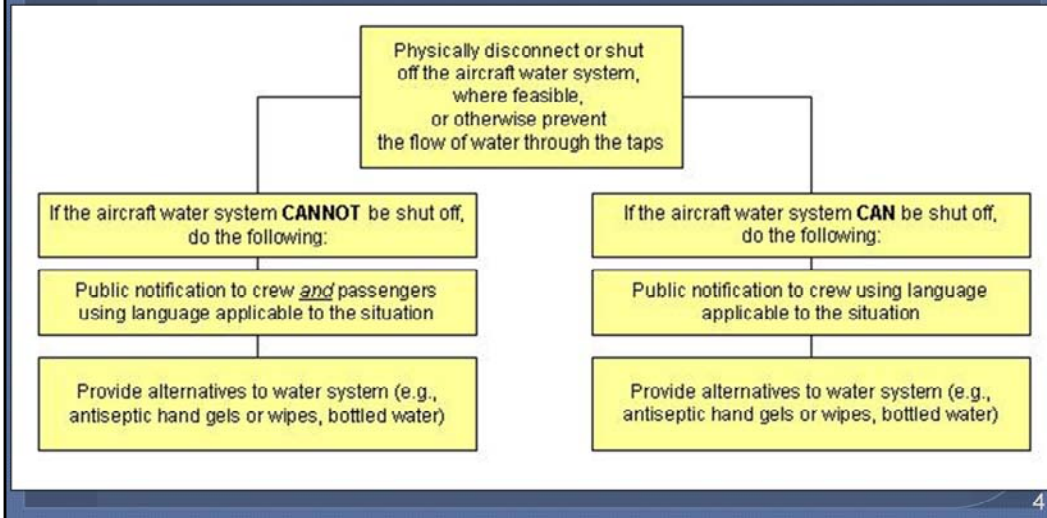 Physically disconnect or shut
off the aircraft water system,
where feasible,
or otherwise prevent
the flow of water through the taps
If the aircraft water system CANNOT be shut off,
do the following:
Public notification to crew and passengers
using language applicable to the situation
Provide alternatives to water system (e.g.,
antiseptic hand gels or wipes, bottled water)
If the aircraft water system CAN be shut off,
do the following:
Public notification to crew using language
applicable to the situation
Provide alternatives to water system (e.g.,
antiseptic hand gels or wipes, bottled water)
4